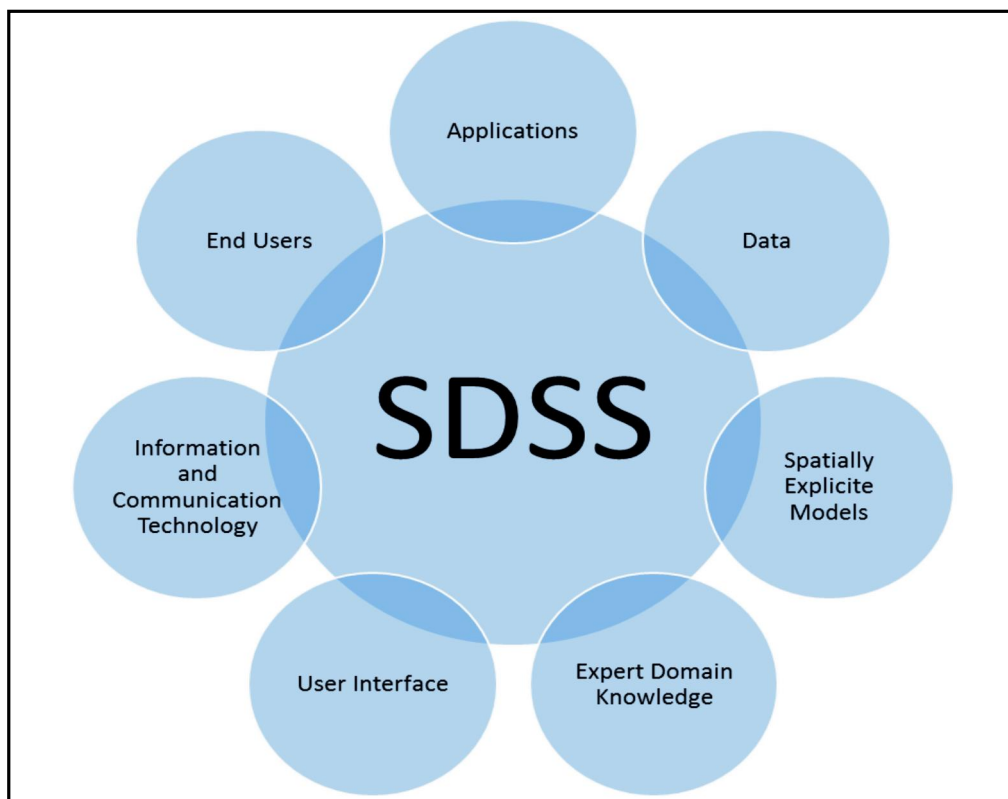 Applications
Data
End Users
SDSS
Information
and
Communication
Technology
Spatially
Explicite
Models
User Interface
Expert Domain
Knowledge